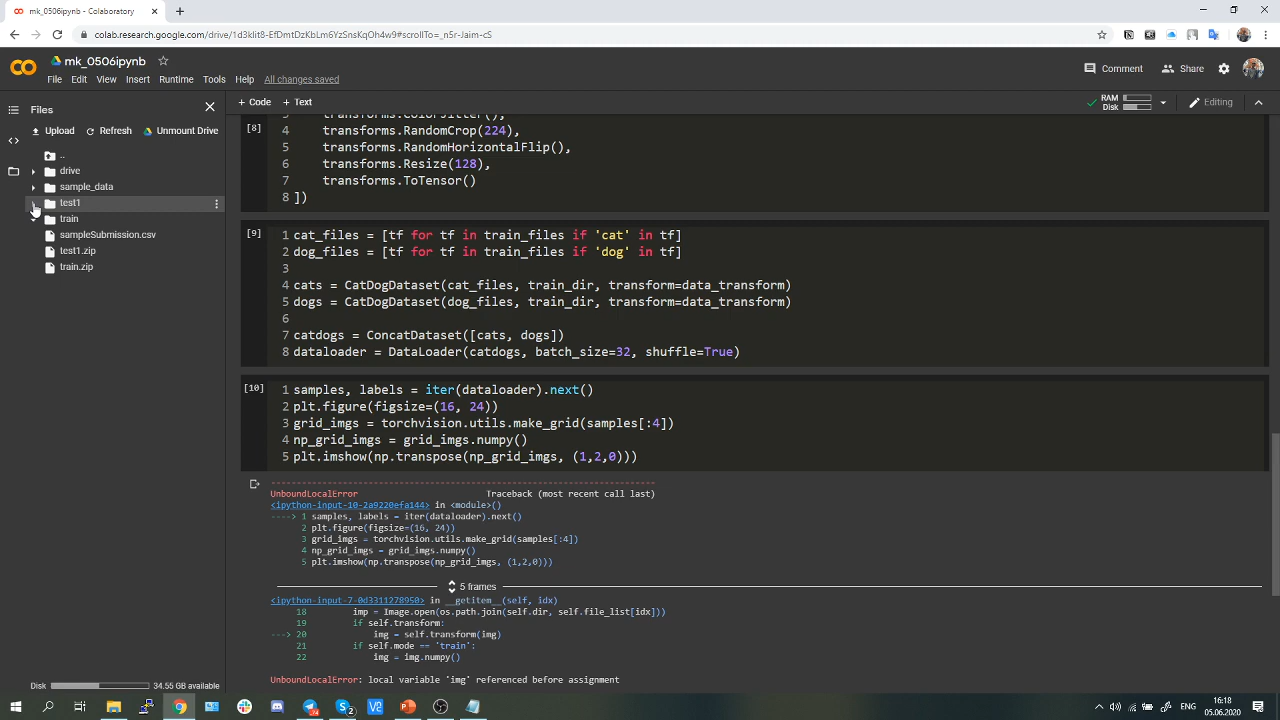 mk_0506ipynb - Colaboratory
colab.research.google.com/drive/1d3klit8-EfDmtDzKbLm6YzSnsKqOh4w9#scrollTo=_n5r-Jaim-cS
mk_0506ipynb
File Edit View Insert Runtime Tools Help All changes saved
Comment Share
Files
+ Code + Text
RAM
Disk
Editing
Upload Refresh Unmount Drive
..
drive
sample_data
test1
train
sampleSubmission.csv
test1.zip
train.zip
Disk 34.55 GB available
3 transforms.ColorJitter(),
[8] 4 transforms.RandomCrop(224),
5 transforms.RandomHorizontalFlip(),
6 transforms.Resize(128),
7 transforms.ToTensor()
8 ])
[9] 1 cat_files = [tf for tf in train_files if 'cat' in tf]
2 dog_files = [tf for tf in train_files if 'dog' in tf]
3
4 cats = CatDogDataset(cat_files, train_dir, transform=data_transform)
5 dogs = CatDogDataset(dog_files, train_dir, transform=data_transform)
6
7 catdogs = ConcatDataset([cats, dogs])
8 dataloader = DataLoader(catdogs, batch_size=32, shuffle=True)
[10] 1 samples, labels = iter(dataloader).next()
2 plt.figure(figsize=(16, 24))
3 grid_imgs = torchvision.utils.make_grid(samples[:4])
4 np_grid_imgs = grid_imgs.numpy()
5 plt.imshow(np.transpose(np_grid_imgs, (1,2,0)))
---------------------------------------------------------------------------
UnboundLocalError Traceback (most recent call last)
<ipython-input-10-2a9220efa144> in <module>()
----> 1 samples, labels = iter(dataloader).next()
2 plt.figure(figsize=(16, 24))
3 grid_imgs = torchvision.utils.make_grid(samples[:4])
4 np_grid_imgs = grid_imgs.numpy()
5 plt.imshow(np.transpose(np_grid_imgs, (1,2,0)))
5 frames
<ipython-input-7-0d3311278950> in __getitem__(self, idx)
18 imp = Image.open(os.path.join(self.dir, self.file_list[idx]))
19 if self.transform:
---> 20 img = self.transform(img)
21 if self.mode == 'train':
22 img = img.numpy()
UnboundLocalError: local variable 'img' referenced before assignment
ENG
16:18
05.06.2020